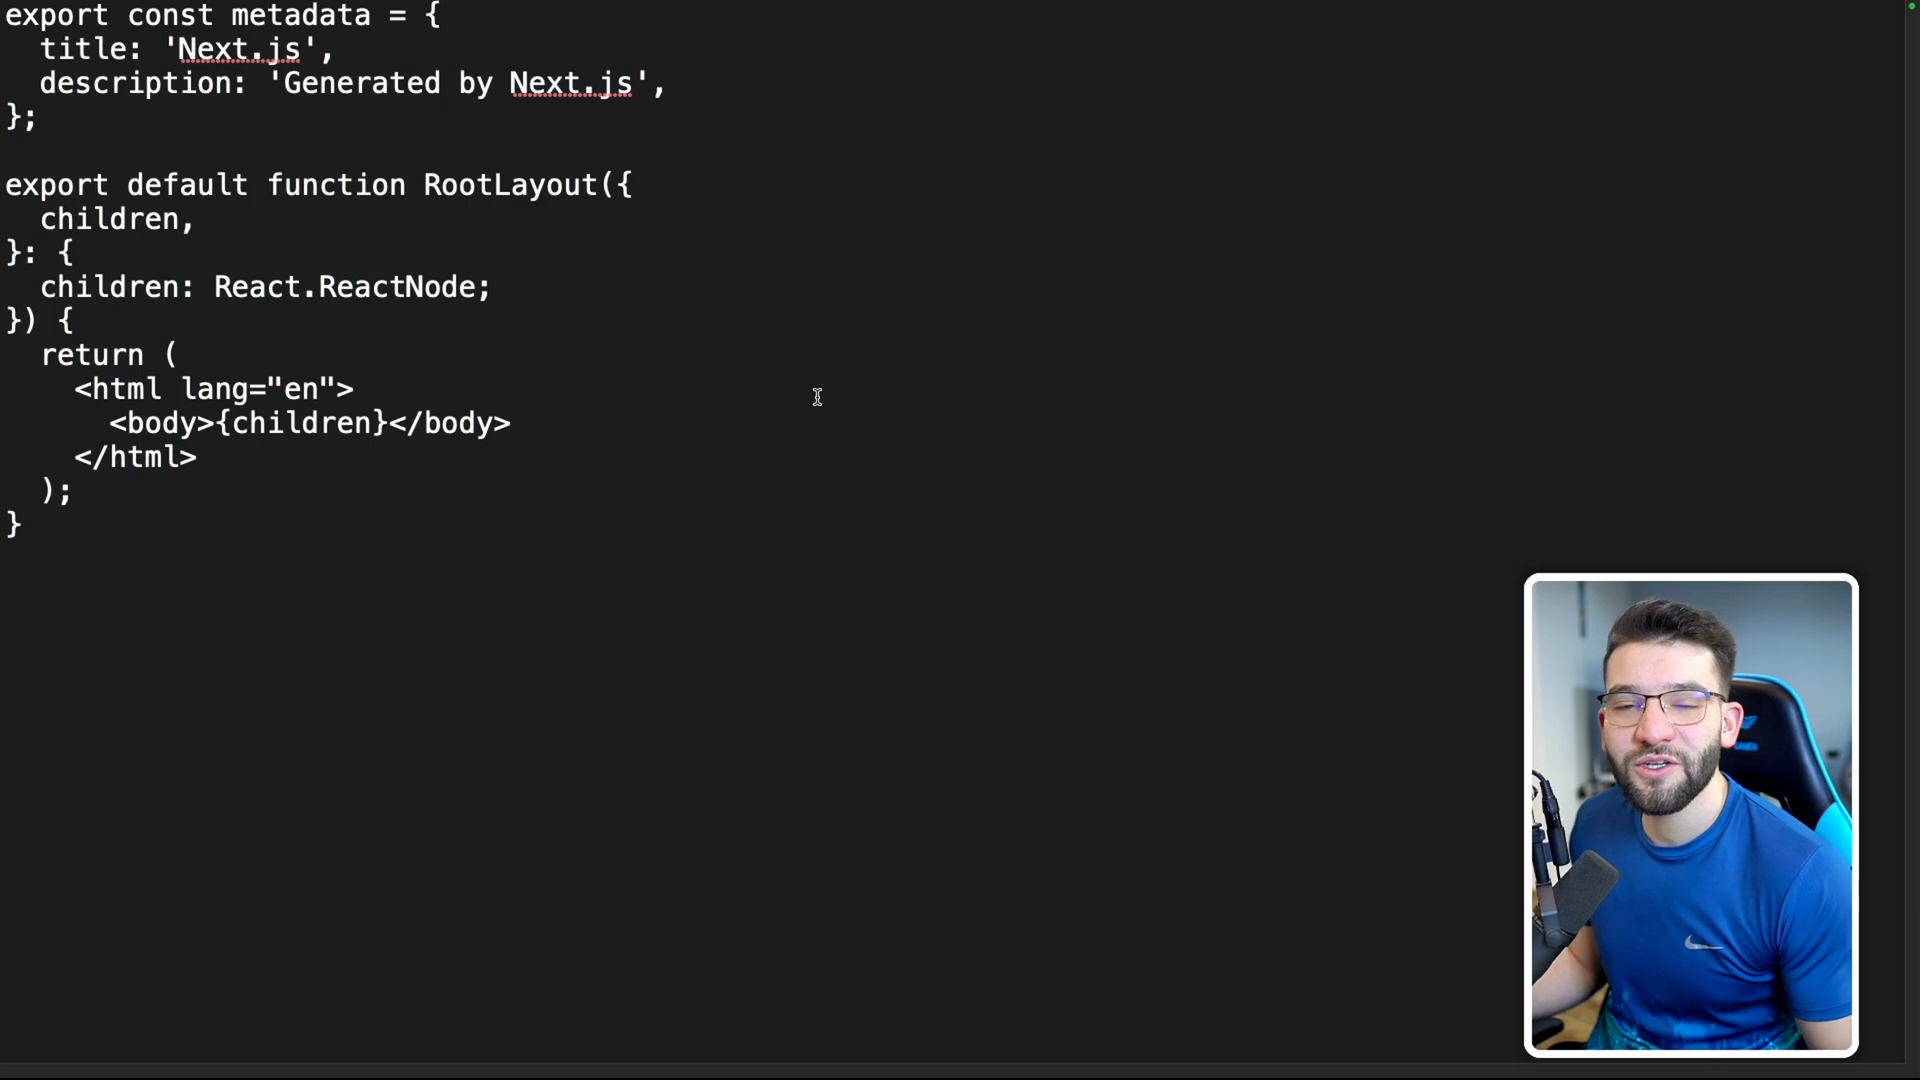 export const metadata = {
  title: 'Next.js',
  description: 'Generated by Next.js',
};

export default function RootLayout({
  children,
}: {
  children: React.ReactNode;
}) {
  return (
    <html lang="en">
      <body>{children}</body>
    </html>
  );
}
GAMER